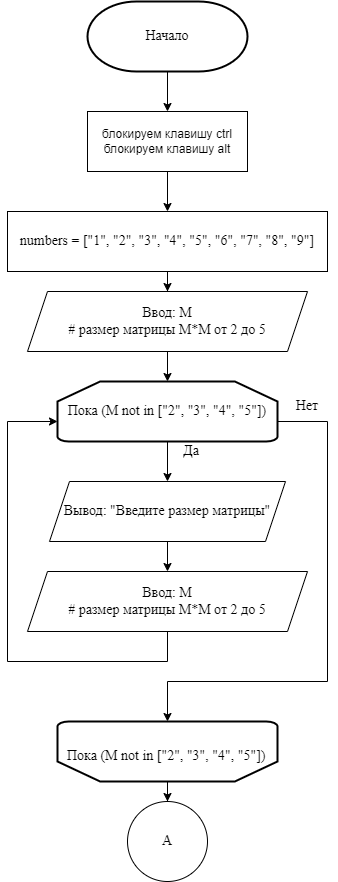 Начало
блокируем клавишу ctrl
блокируем клавишу alt
numbers = ["1", "2", "3", "4", "5", "6", "7", "8", "9"]
Ввод: M
# размер матрицы M*M от 2 до 5
Пока (M not in ["2", "3", "4", "5"])
Нет
Да
Вывод: "Введите размер матрицы"
Ввод: M
# размер матрицы M*M от 2 до 5
Пока (M not in ["2", "3", "4", "5"])
А